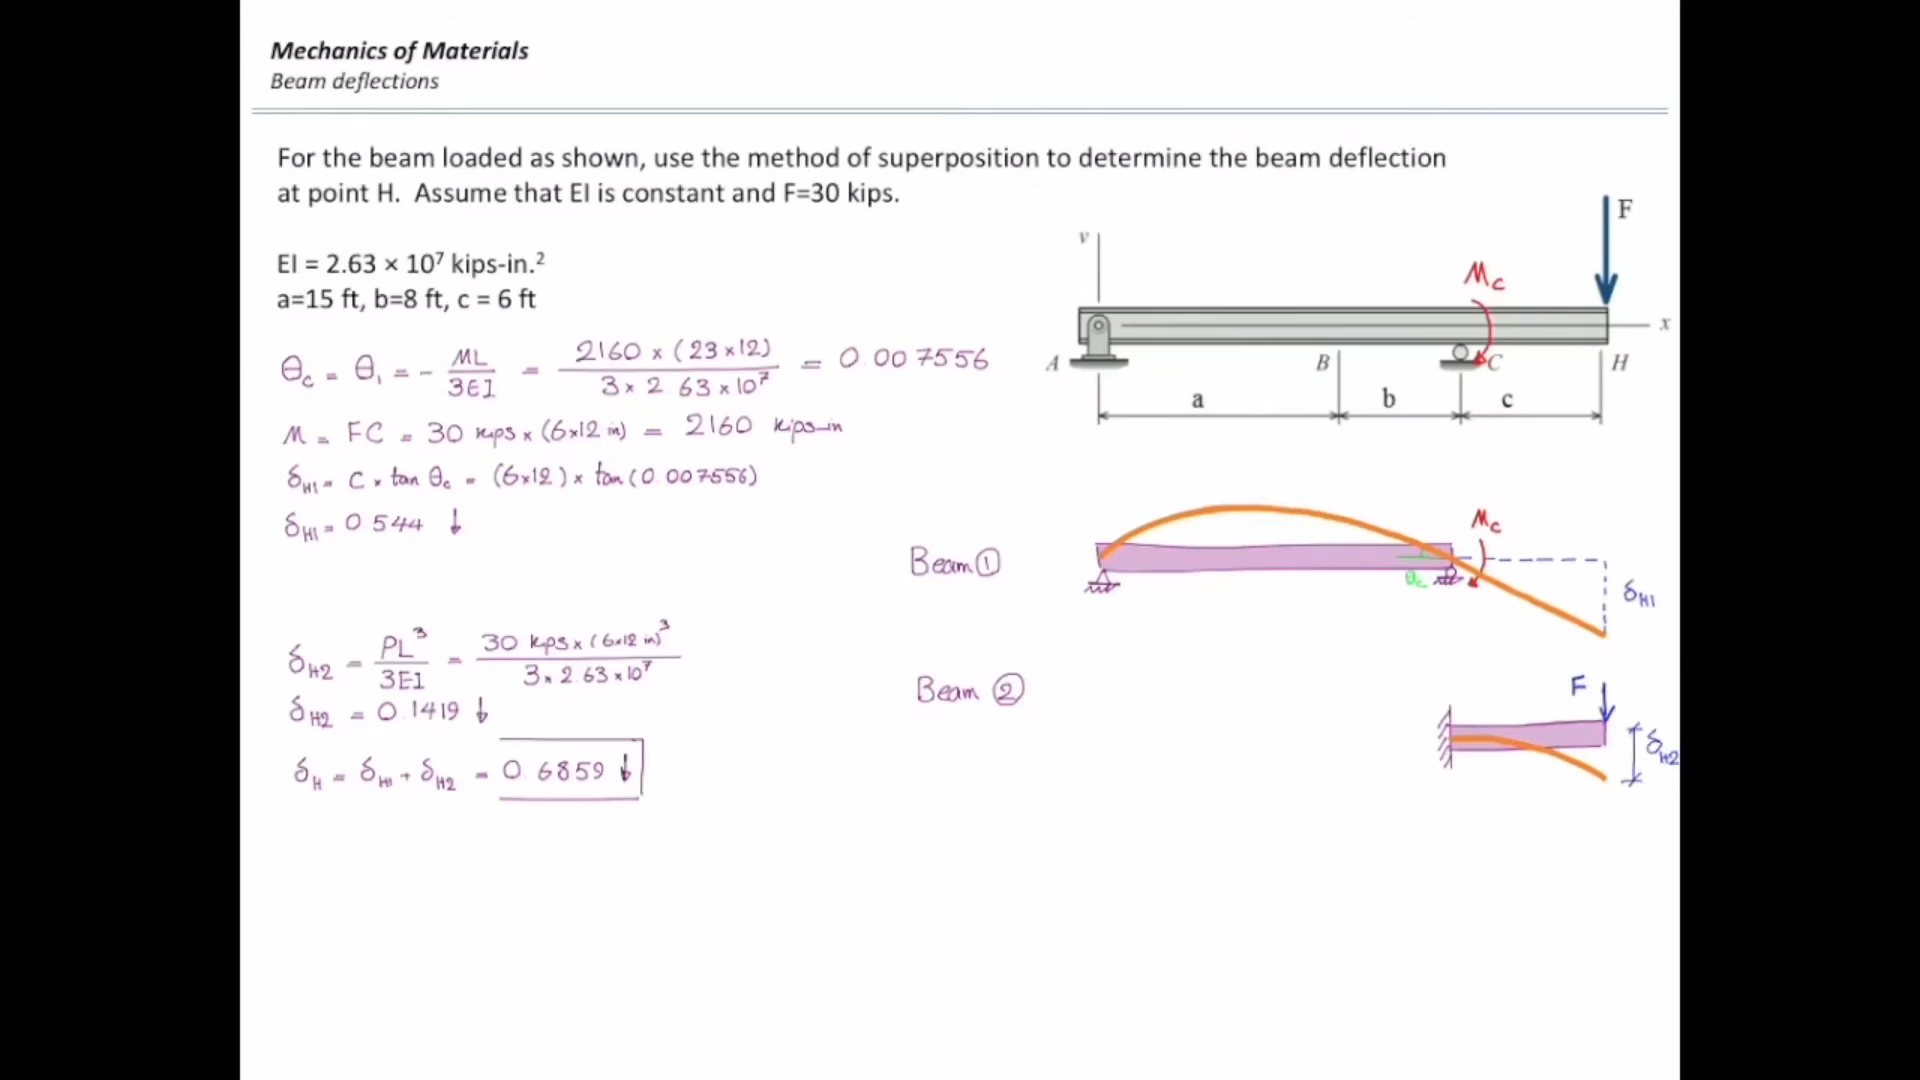 Mechanics of Materials
Beam deflections
For the beam loaded as shown, use the method of superposition to determine the beam deflection
at point H. Assume that EI is constant and F=30 kips.
EI = 2.63 × 10⁷ kips-in.²
a=15 ft, b=8 ft, c = 6 ft
θc = θ₁ = - ML/3EI = 2160 × (23×12) / 3× 2 63×10⁷ = 0.007556
M = FC = 30 kips × (6×12 in) = 2160 kips-in
δH1 = C × tan θc = (6×12) × tan (0 007556)
δH1 = 0 544 ↓
δH2 = PL³/3EI = 30 kips × (6×12 in)³ / 3 × 2 63 ×10⁷
δH2 = 0.1419 ↓
δH = δH1 + δH2 = 0.6859 ↓
F
v
Mc
x
A
B
C
H
a
b
c
Beam ①
Mc
θc
δH1
Beam ②
F
δH2